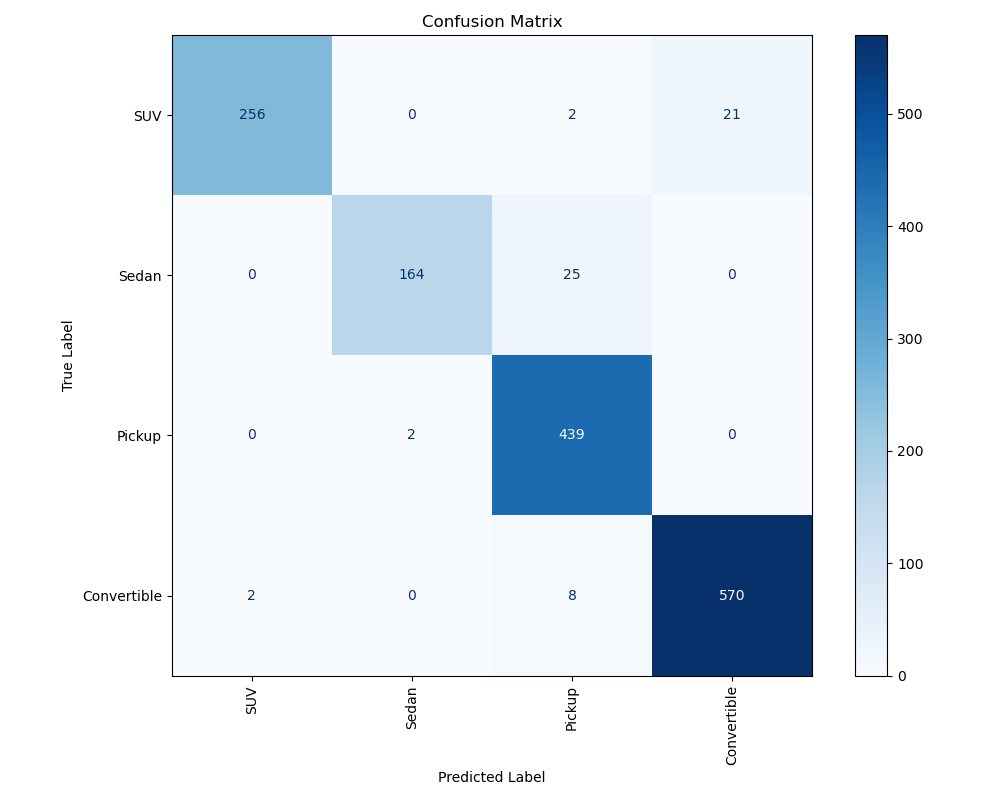 Confusion Matrix
SUV 256 0 2 21
Sedan 0 164 25 0
Pickup 0 2 439 0
Convertible 2 0 8 570
True Label
SUV Sedan Pickup Convertible
Predicted Label
500
400
300
200
100
0